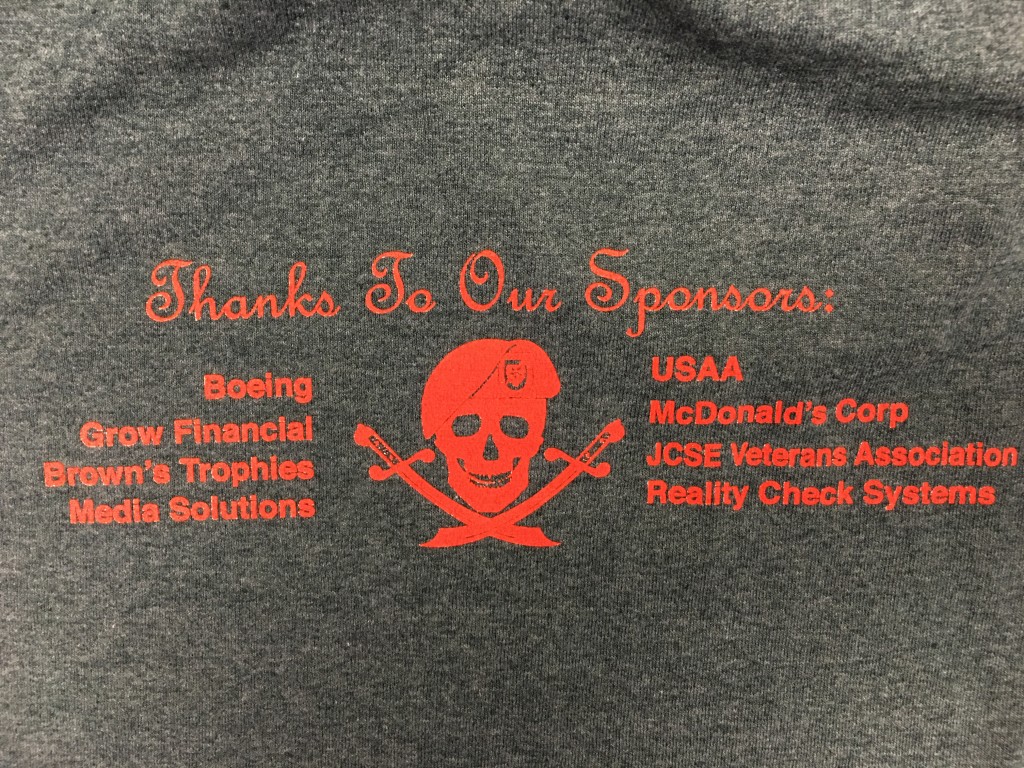 Thanks To Our Sponsors:
Boeing
Grow Financial
Brown's Trophies
Media Solutions
USAA
McDonald's Corp
JCSE Veterans Association
Reality Check Systems